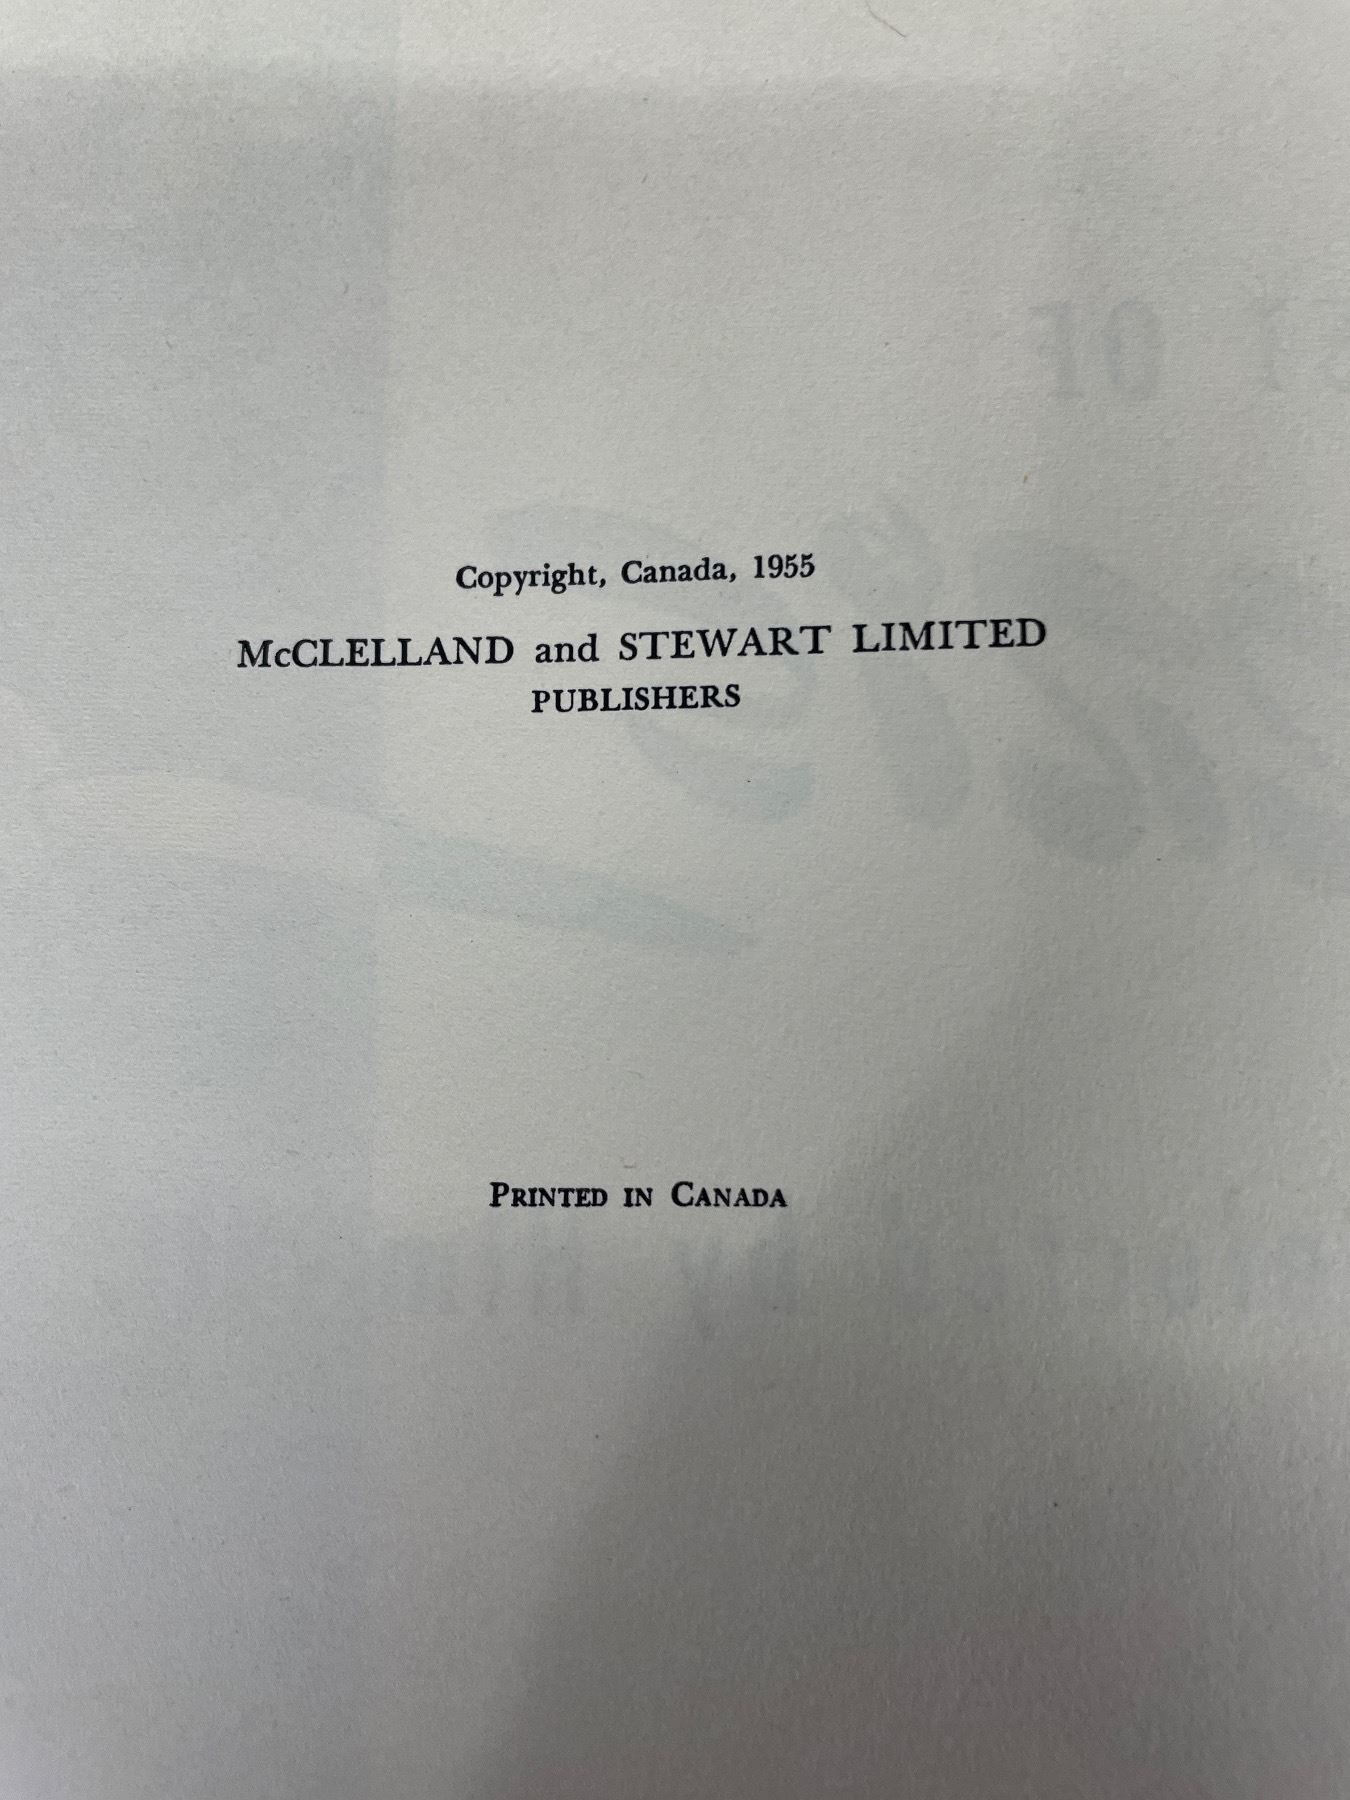 Copyright, Canada, 1955
McCLELLAND and STEWART LIMITED
PUBLISHERS
PRINTED IN CANADA